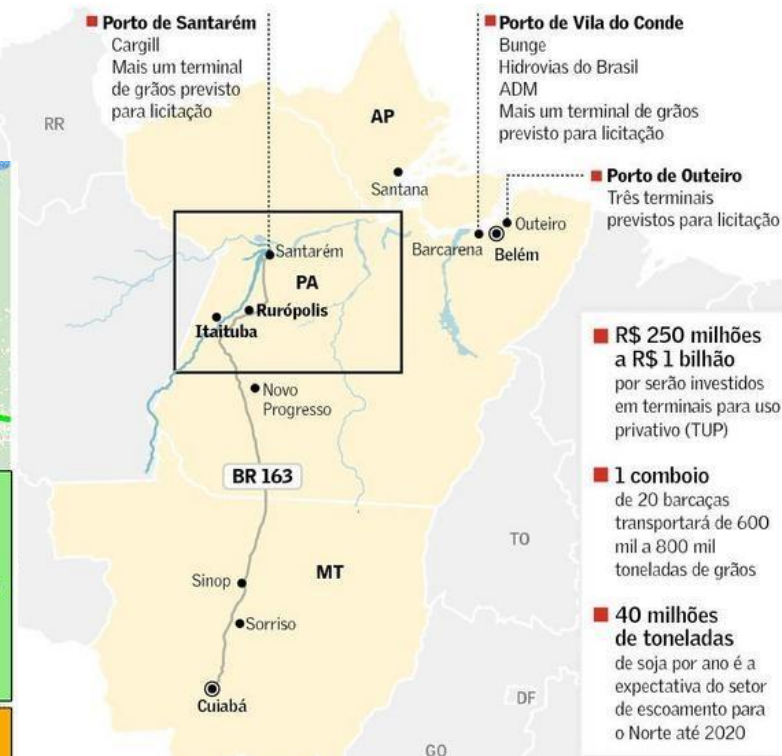 Porto de Santarém
Cargill
Mais um terminal
de grãos previsto
para licitação
Porto de Vila do Conde
Bunge
Hidrovias do Brasil
ADM
Mais um terminal de grãos
previsto para licitação
Porto de Outeiro
Três terminais
previstos para licitação
RR
AP
Santana
Outeiro
Barcarena
Belém
Santarém
PA
Rurópolis
Itaituba
Novo
Progresso
BR 163
MT
Sinop
Sorriso
Cuiabá
TO
DF
GO
R$ 250 milhões
a R$ 1 bilhão
por serão investidos
em terminais para uso
privativo (TUP)
1 comboio
de 20 barcaças
transportará de 600
mil a 800 mil
toneladas de grãos
40 milhões
de toneladas
de soja por ano é a
expectativa do setor
de escoamento para
o Norte até 2020